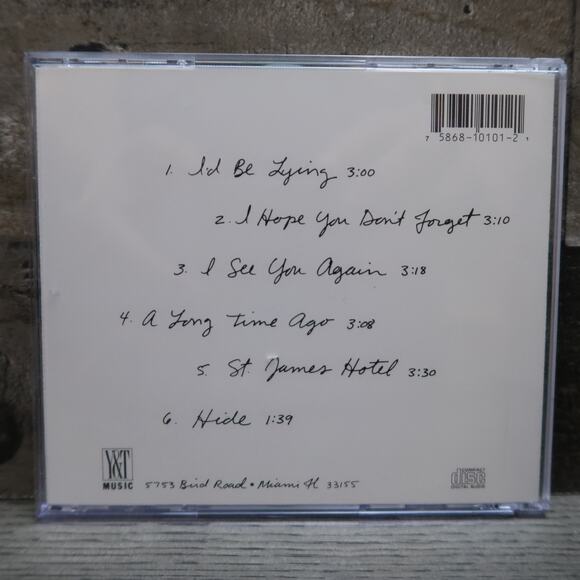 7 5868-10101-2 1
1. I'd Be Lying 3:00
2. I Hope You Don't Forget 3:10
3. I See You Again 3:18
4. A Long Time Ago 3:08
5. St. James Hotel 3:30
6. Hide 1:39
Y&T
MUSIC 5753 Bird Road • Miami Fl 33155
COMPACT
disc
DIGITAL AUDIO